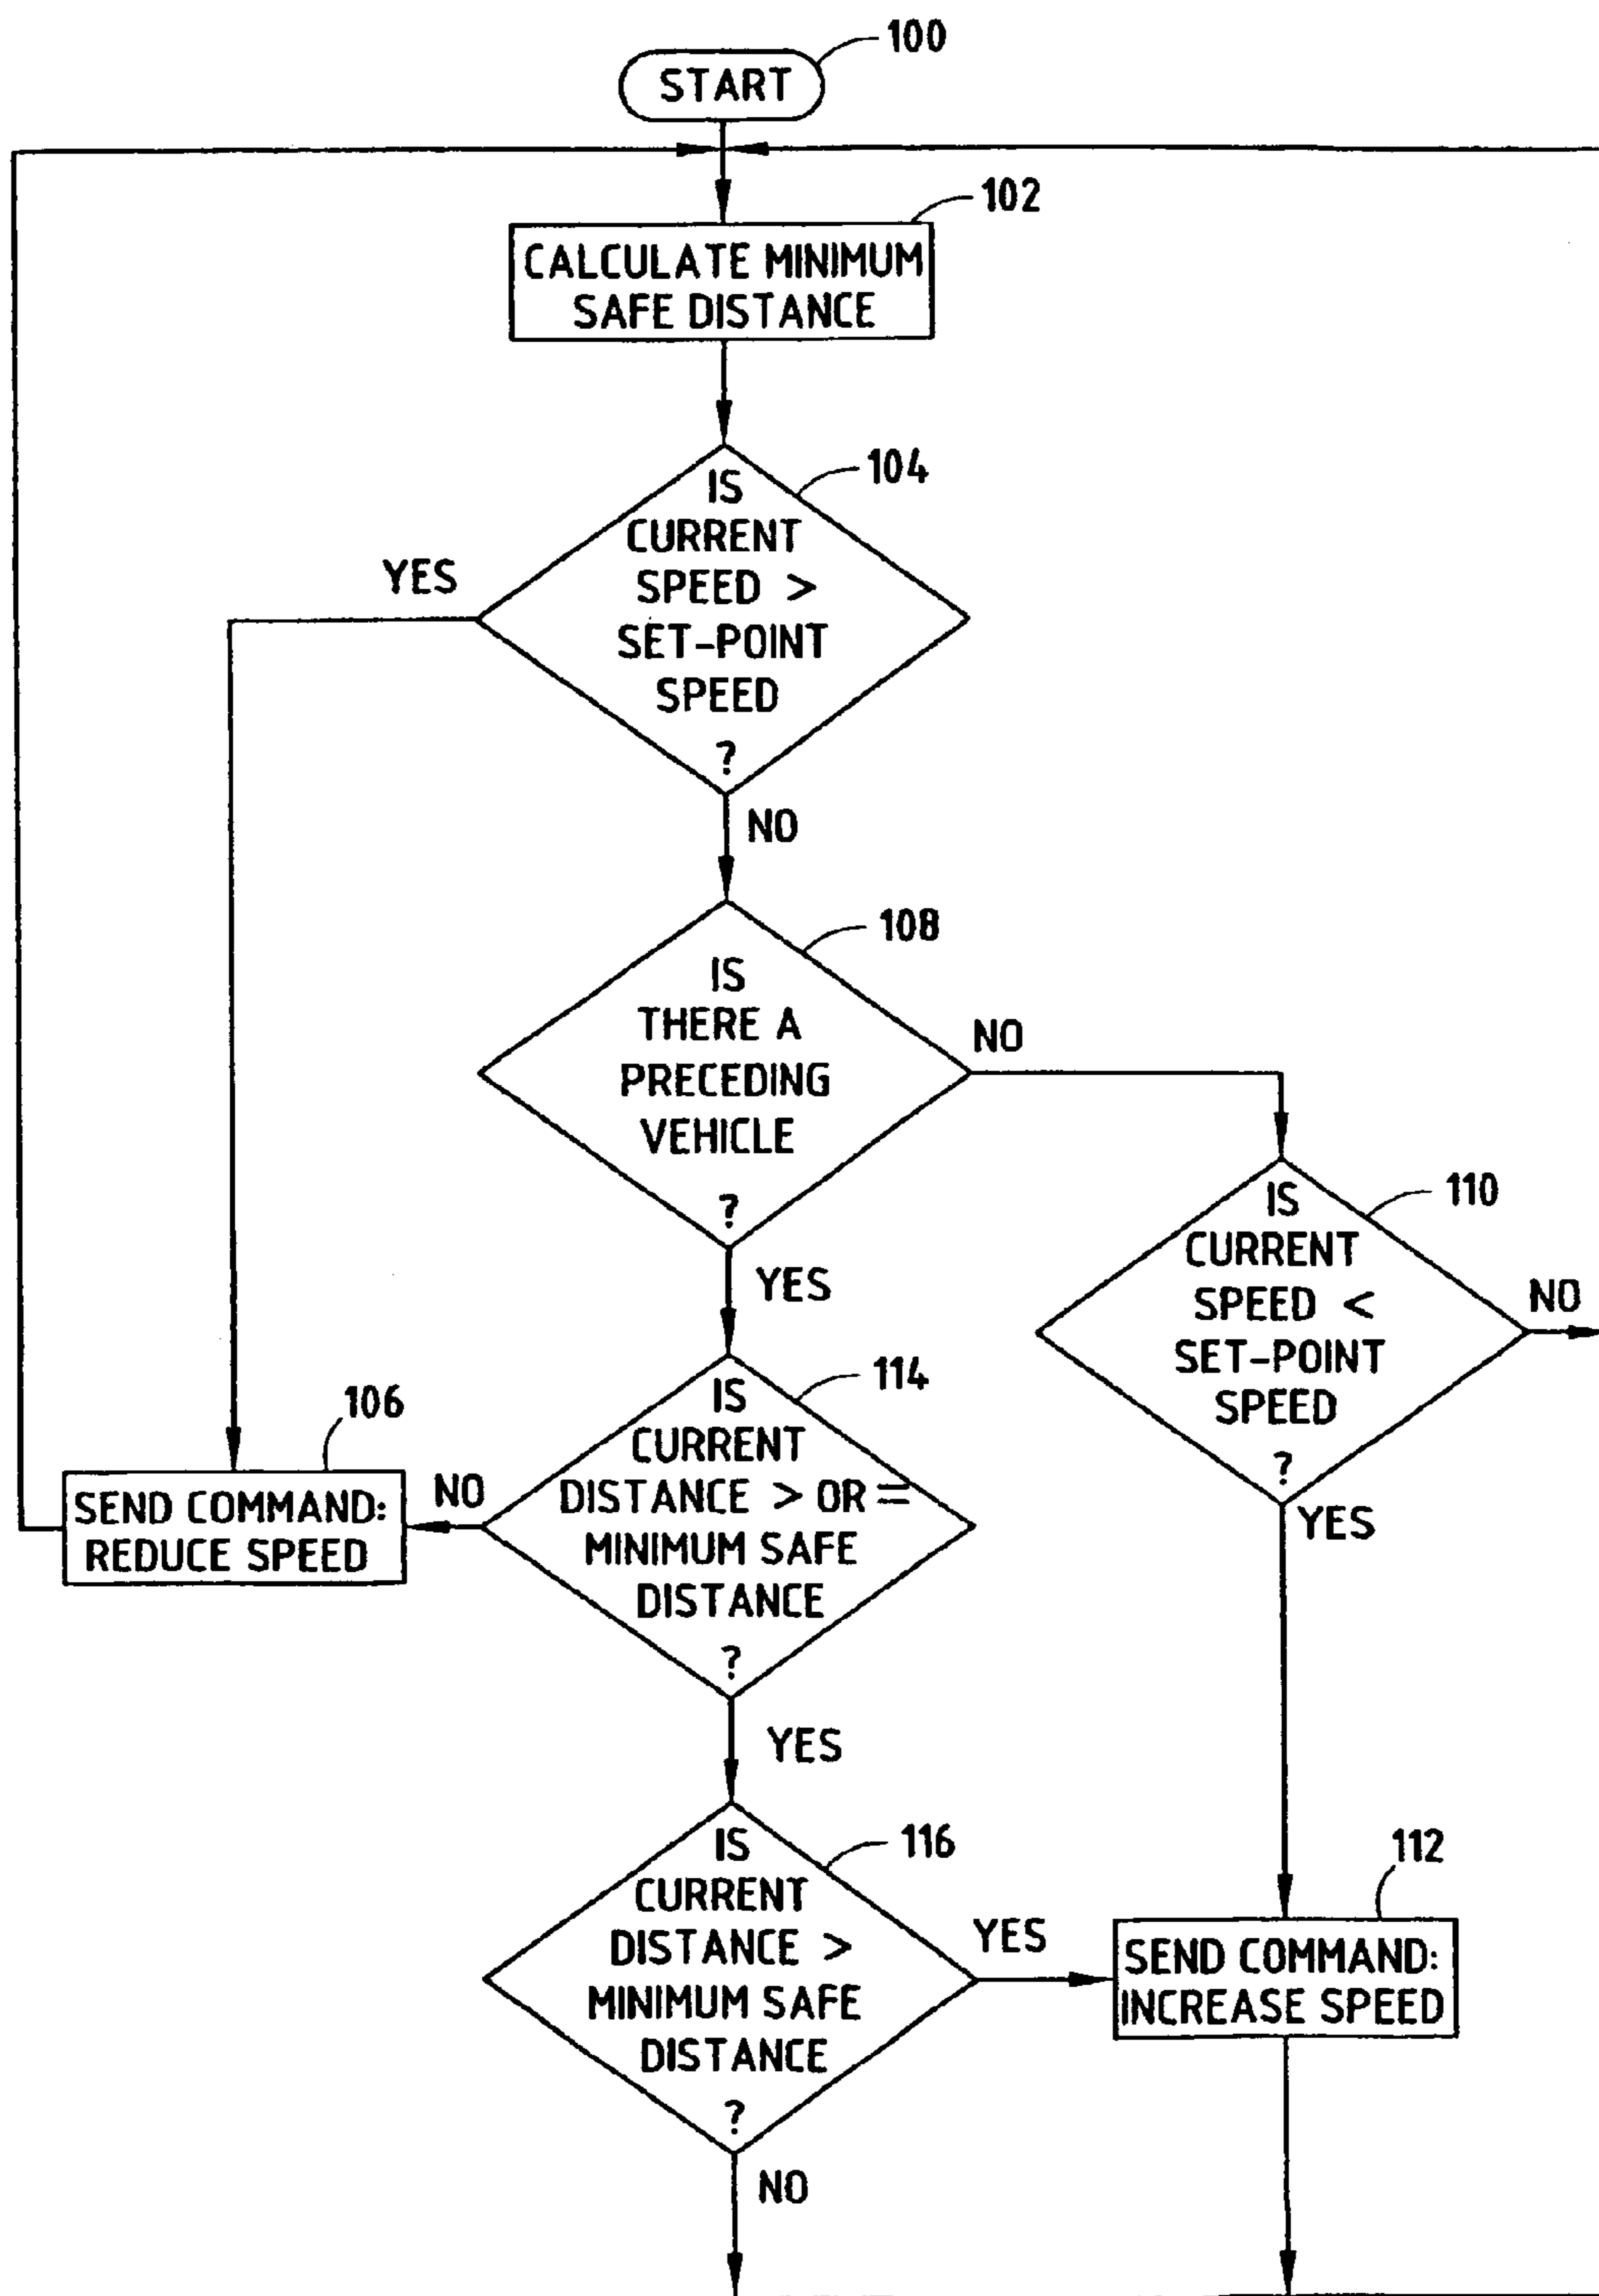 100
START
102
CALCULATE MINIMUM
SAFE DISTANCE
104
IS
CURRENT
SPEED >
SET-POINT
SPEED
?
YES
NO
108
IS
THERE A
PRECEDING
VEHICLE
?
NO
YES
110
IS
CURRENT
SPEED <
SET-POINT
SPEED
?
NO
YES
114
IS
CURRENT
DISTANCE > OR =
MINIMUM SAFE
DISTANCE
?
NO
YES
106
SEND COMMAND:
REDUCE SPEED
116
IS
CURRENT
DISTANCE >
MINIMUM SAFE
DISTANCE
?
YES
NO
112
SEND COMMAND:
INCREASE SPEED